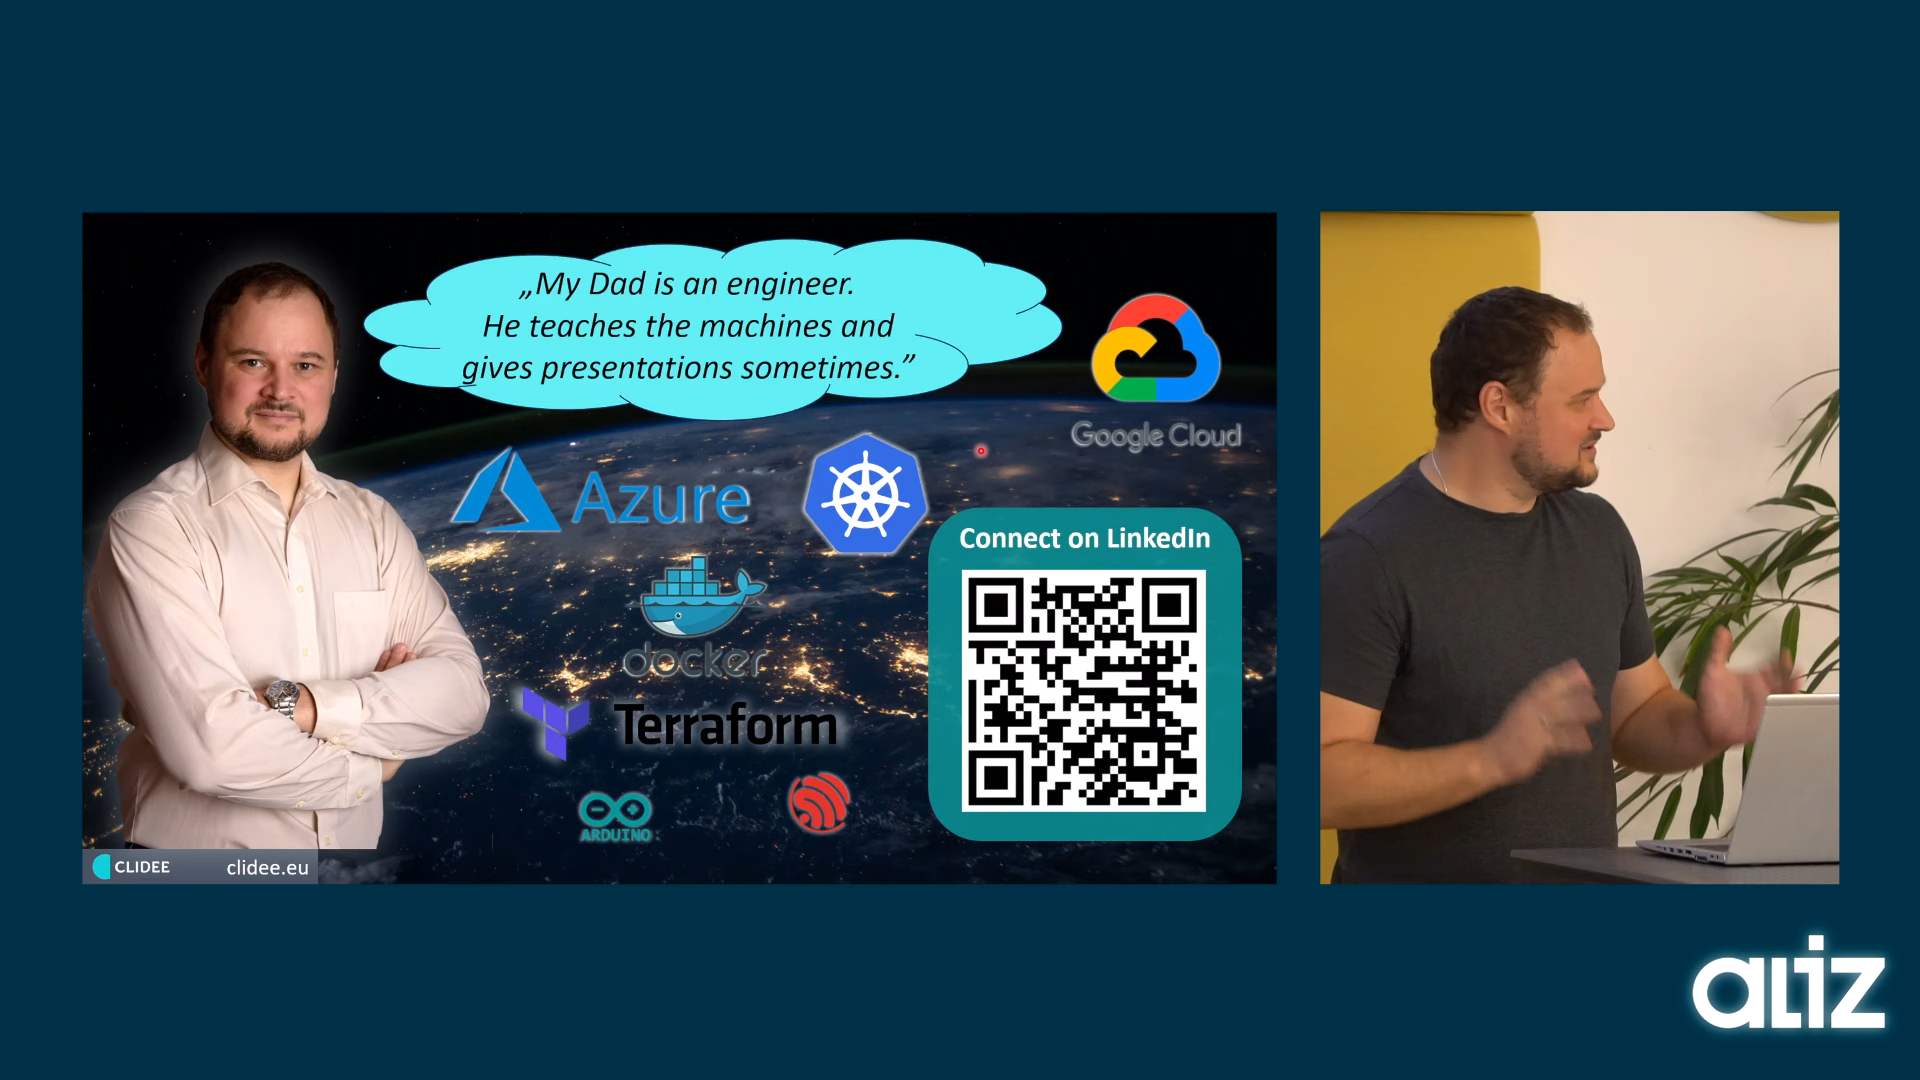 „My Dad is an engineer.
He teaches the machines and
gives presentations sometimes.”
Google Cloud
Azure
Connect on LinkedIn
docker
Terraform
ARDUINO
CLIDEE
clidee.eu
aliz